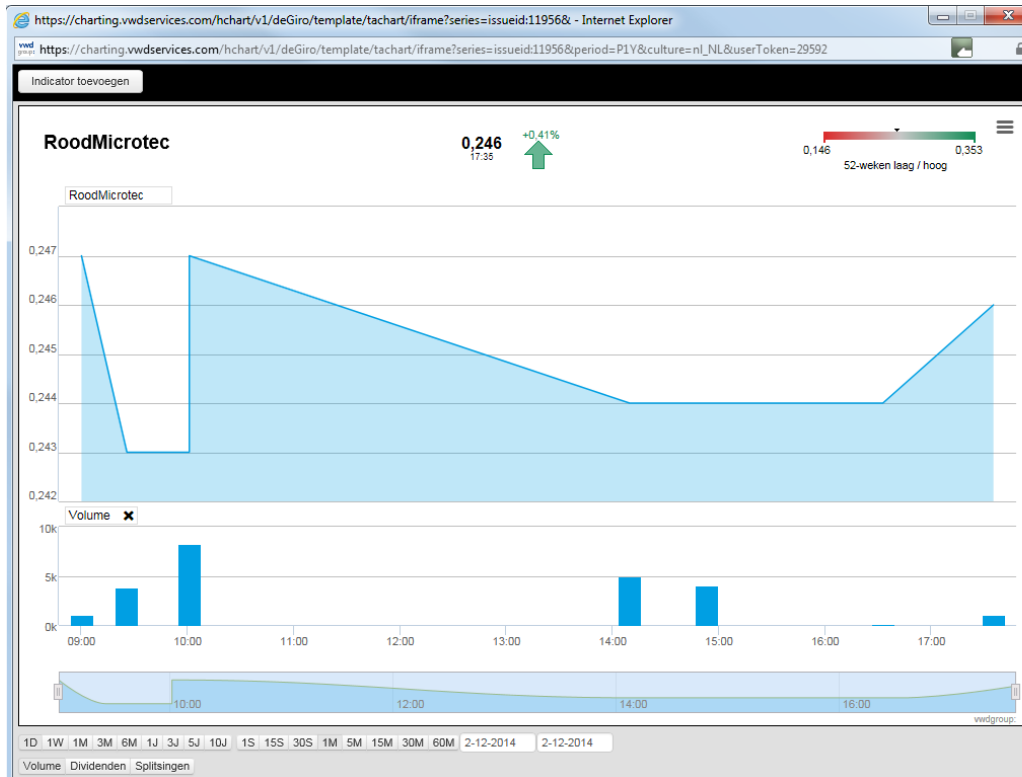 https://charting.vwdservices.com/hchart/v1/deGiro/template/tachart/iframe?series=issueid:11956& - Internet Explorer
vwd group: https://charting.vwdservices.com/hchart/v1/deGiro/template/tachart/iframe?series=issueid:11956&period=P1Y&culture=nl_NL&userToken=29592
Indicator toevoegen
RoodMicrotec
0,246
17:35
+0,41%
0,146 0,353
52-weken laag / hoog
RoodMicrotec
0,247
0,246
0,245
0,244
0,243
0,242
Volume
10k
5k
0k
09:00 10:00 11:00 12:00 13:00 14:00 15:00 16:00 17:00
10:00 12:00 14:00 16:00
vwdgroup:
1D 1W 1M 3M 6M 1J 3J 5J 10J 1S 15S 30S 1M 5M 15M 30M 60M 2-12-2014 2-12-2014
Volume Dividenden Splitsingen